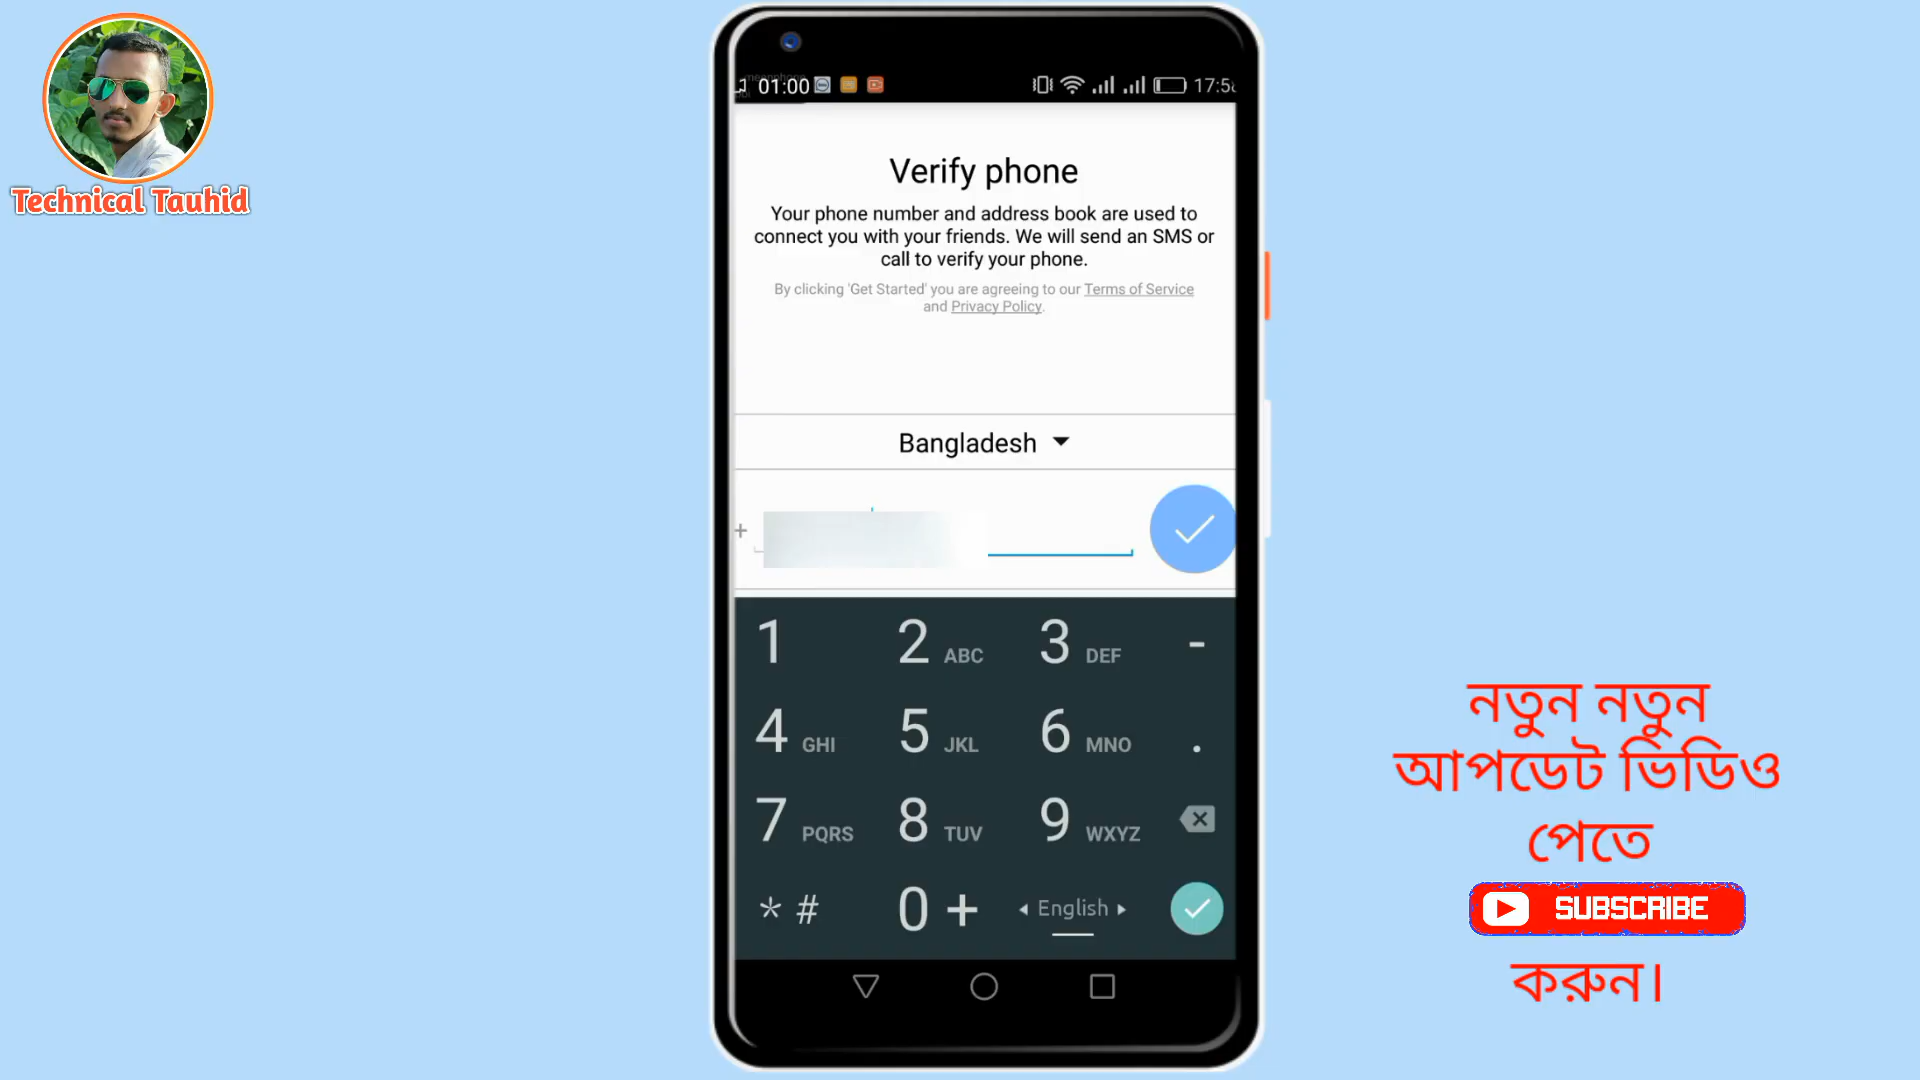 Technical Tauhid
01:00
17:5
Verify phone
Your phone number and address book are used to
connect you with your friends. We will send an SMS or
call to verify your phone.
By clicking 'Get Started' you are agreeing to our Terms of Service
and Privacy Policy.
Bangladesh
+
1 2 ABC 3 DEF -
4 GHI 5 JKL 6 MNO .
7 PQRS 8 TUV 9 WXYZ
* # 0 + English
নতুন নতুন
আপডেট ভিডিও
পেতে
SUBSCRIBE
করুন।